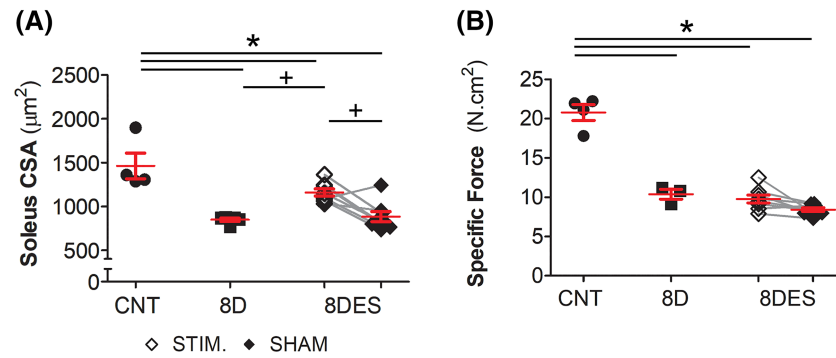 (A)
Soleus CSA (μm²)
2500
2000
1500
1000
500
0
*
+
+
CNT 8D 8DES
◇ STIM. ◆ SHAM
(B)
Specific Force (N.cm²)
25
20
15
10
5
0
*
CNT 8D 8DES